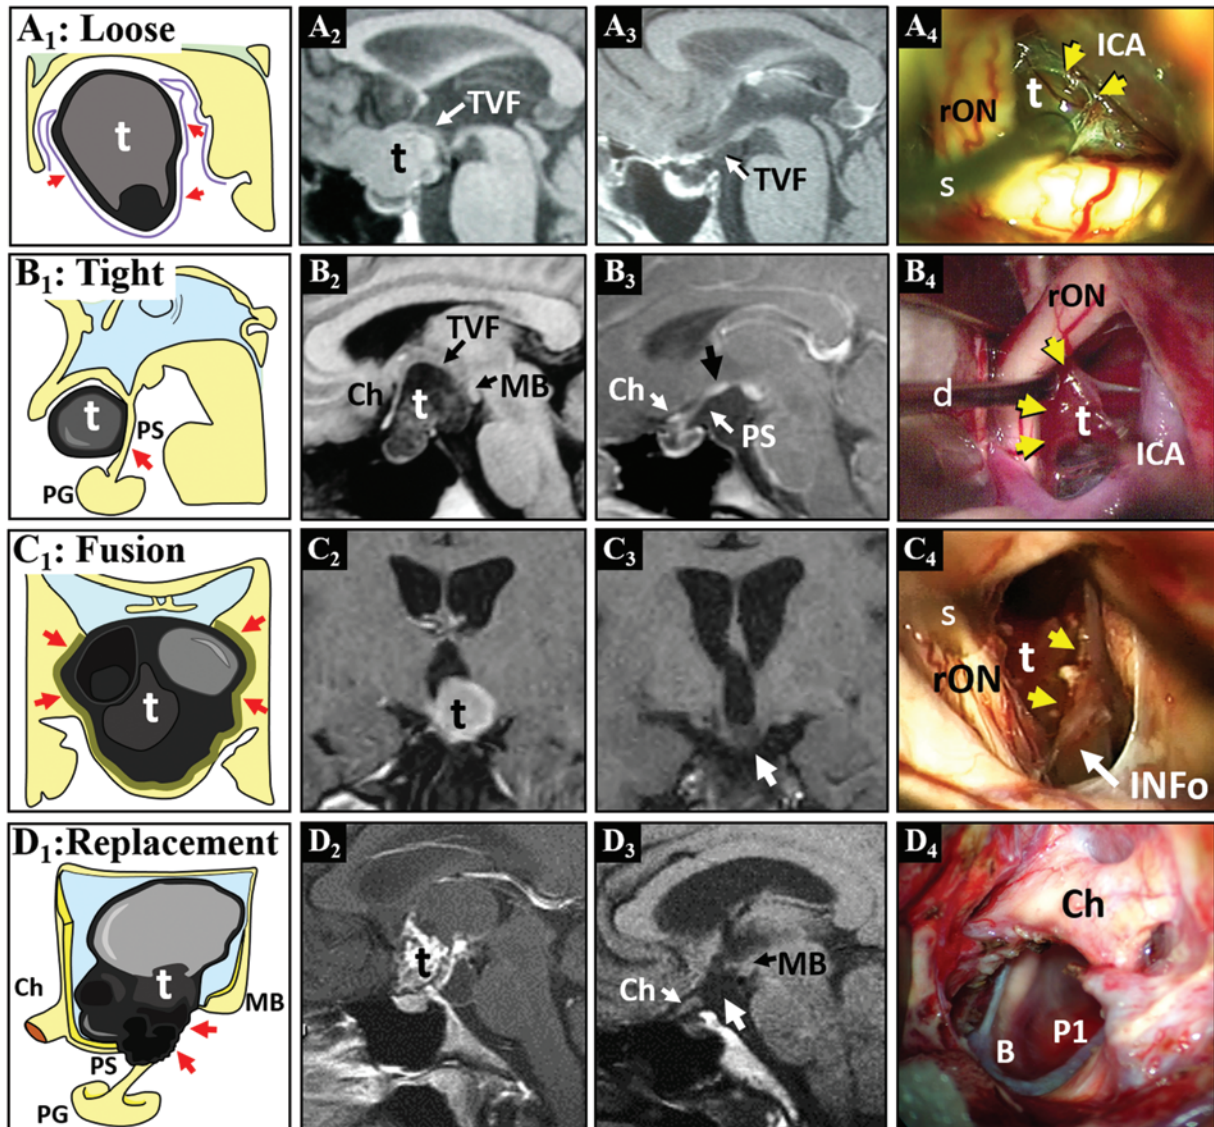 A1: Loose
t
A2
TVF
t
A3
TVF
A4
ICA
t
rON
s
B1: Tight
t
PS
PG
B2
TVF
Ch
MB
t
B3
Ch
PS
B4
rON
d
t
ICA
C1: Fusion
t
C2
t
C3
C4
s
t
rON
INFo
D1:Replacement
t
Ch
MB
PS
PG
D2
t
D3
MB
Ch
D4
Ch
P1
B